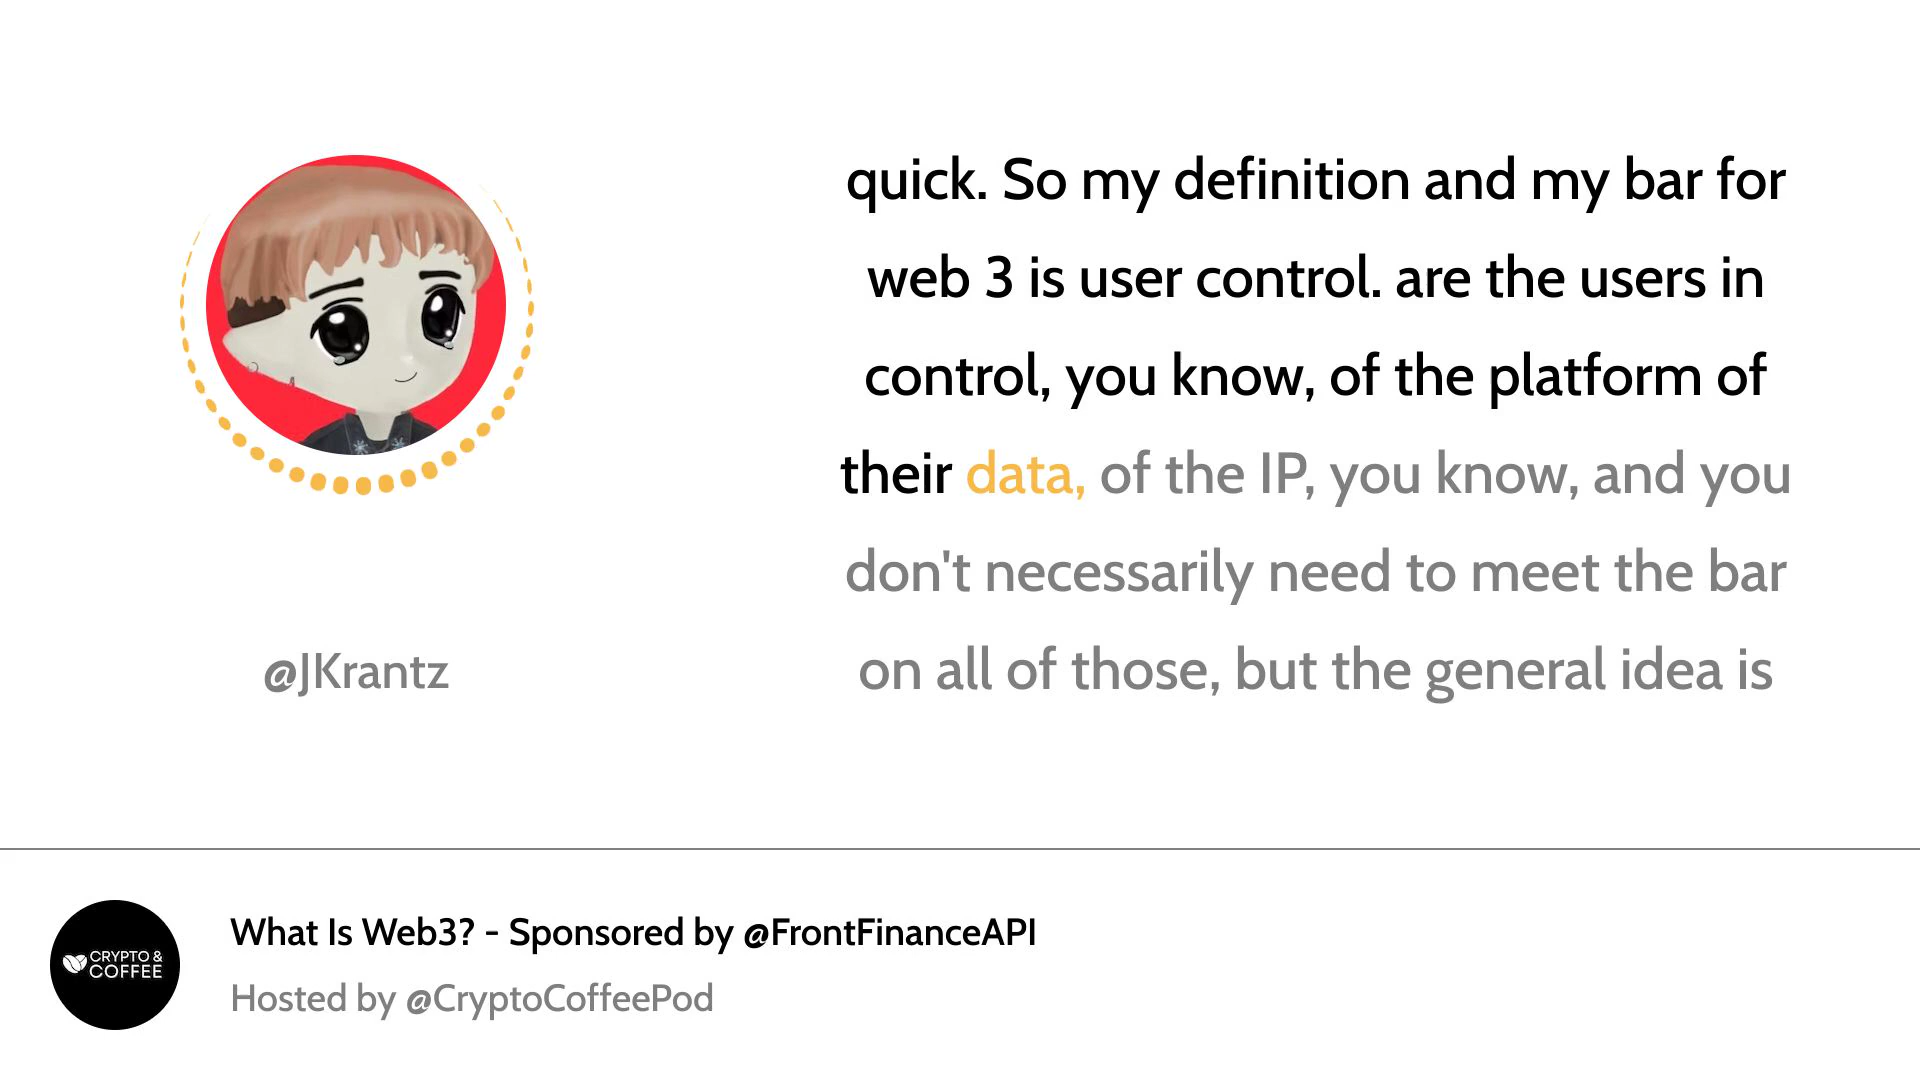 quick. So my definition and my bar for
web 3 is user control. are the users in
control, you know, of the platform of
their data, of the IP, you know, and you
don't necessarily need to meet the bar
on all of those, but the general idea is
@JKrantz
CRYPTO &
COFFEE
What Is Web3? - Sponsored by @FrontFinanceAPI
Hosted by @CryptoCoffeePod